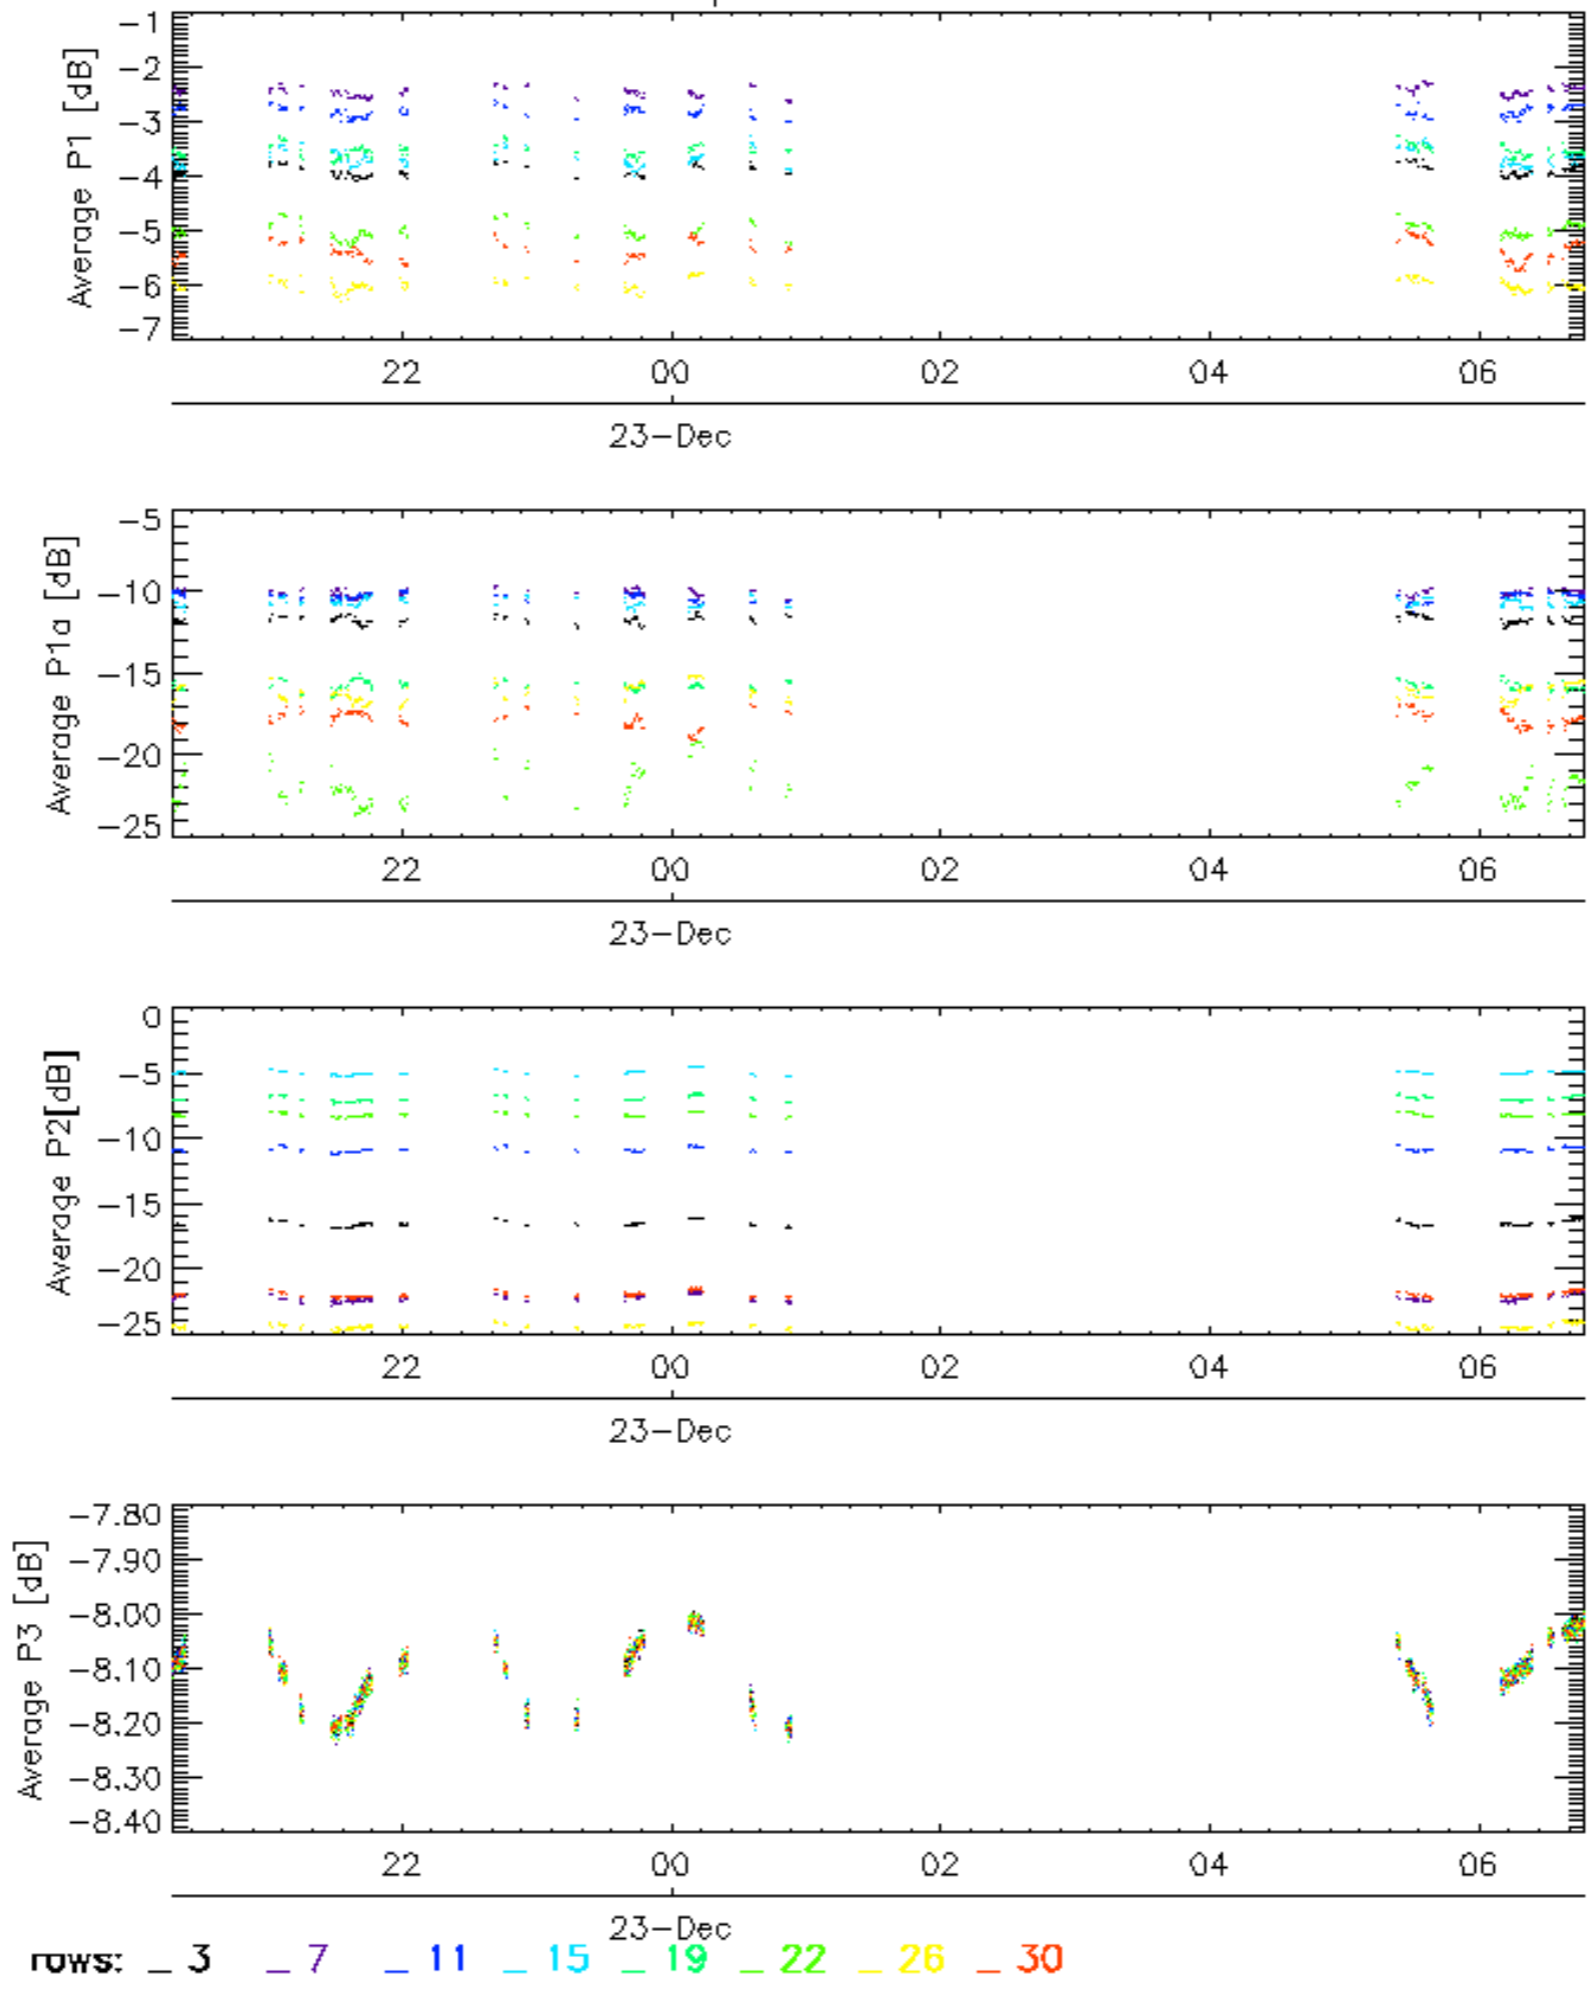 Average P1 [dB]
-1
-2
-3
-4
-5
-6
-7
22 00 02 04 06
23-Dec
Average P1a [dB]
-5
-10
-15
-20
-25
22 00 02 04 06
23-Dec
Average P2[dB]
0
-5
-10
-15
-20
-25
22 00 02 04 06
23-Dec
Average P3 [dB]
-7.80
-7.90
-8.00
-8.10
-8.20
-8.30
-8.40
22 00 02 04 06
23-Dec
rows: _ 3 _ 7 _ 11 _ 15 _ 19 _ 22 _ 26 _ 30